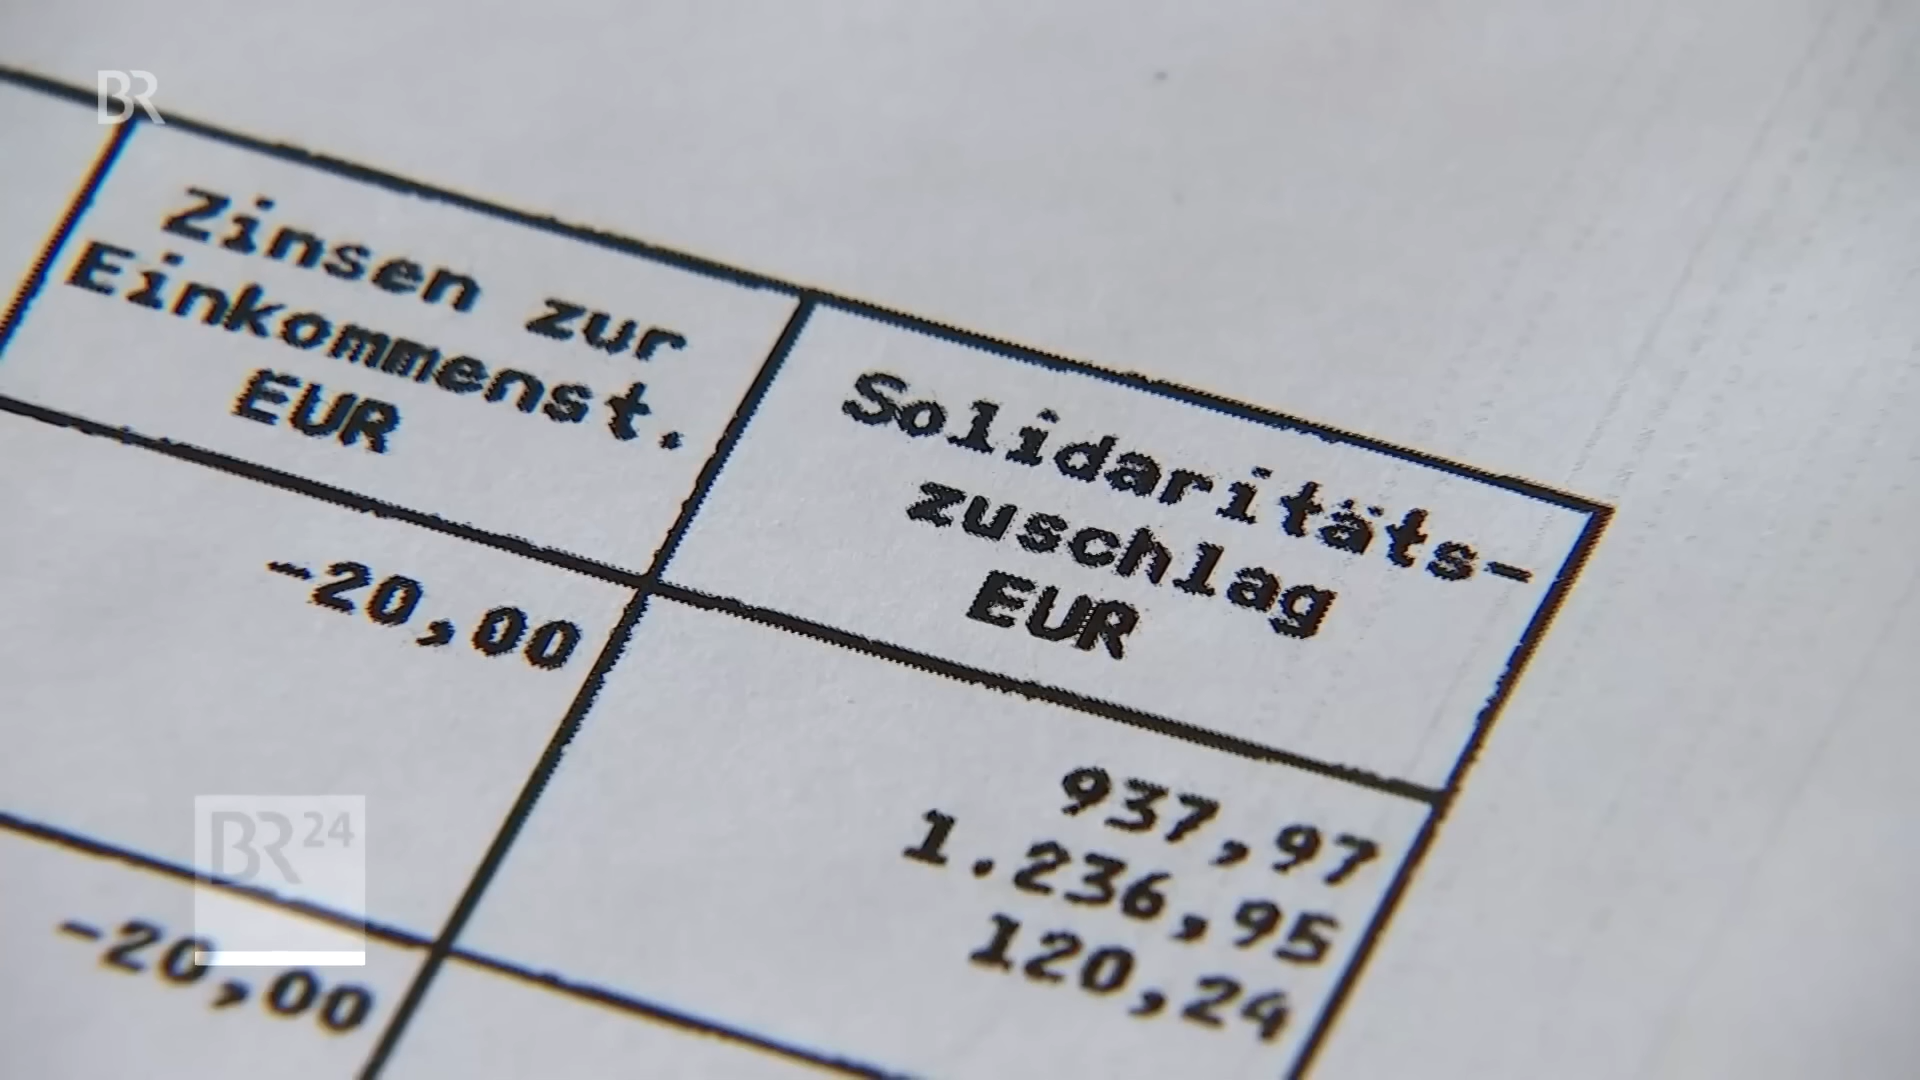 BR
Zinsen zur
Einkommenst.
EUR
Solidaritäts-
zuschlag
EUR
-20,00
937,97
1.236,95
120,24
-20,00
BR24